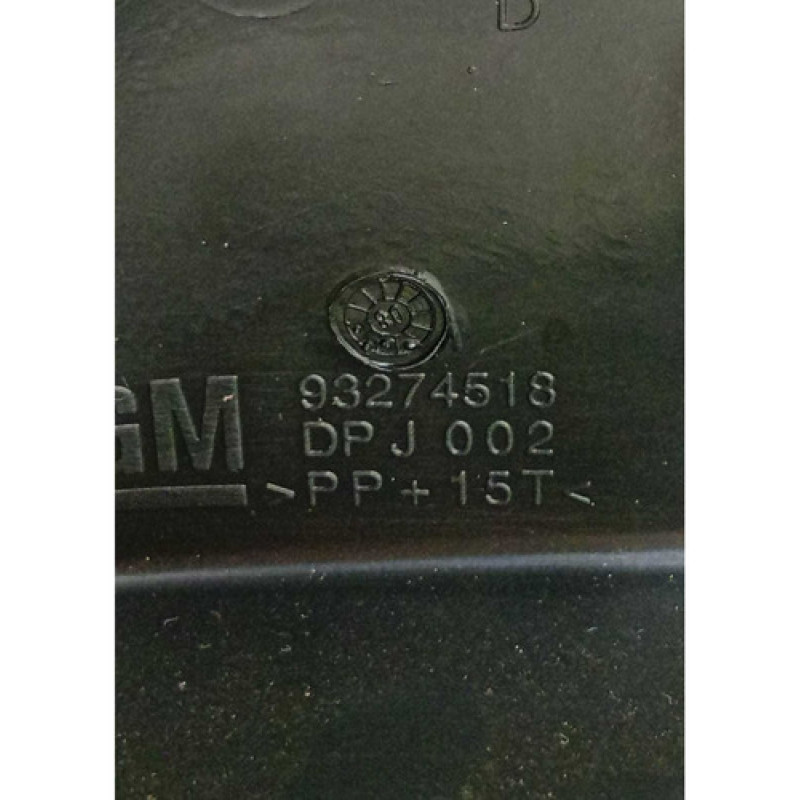 D
GM
93274518
DPJ 002
>PP+15T<